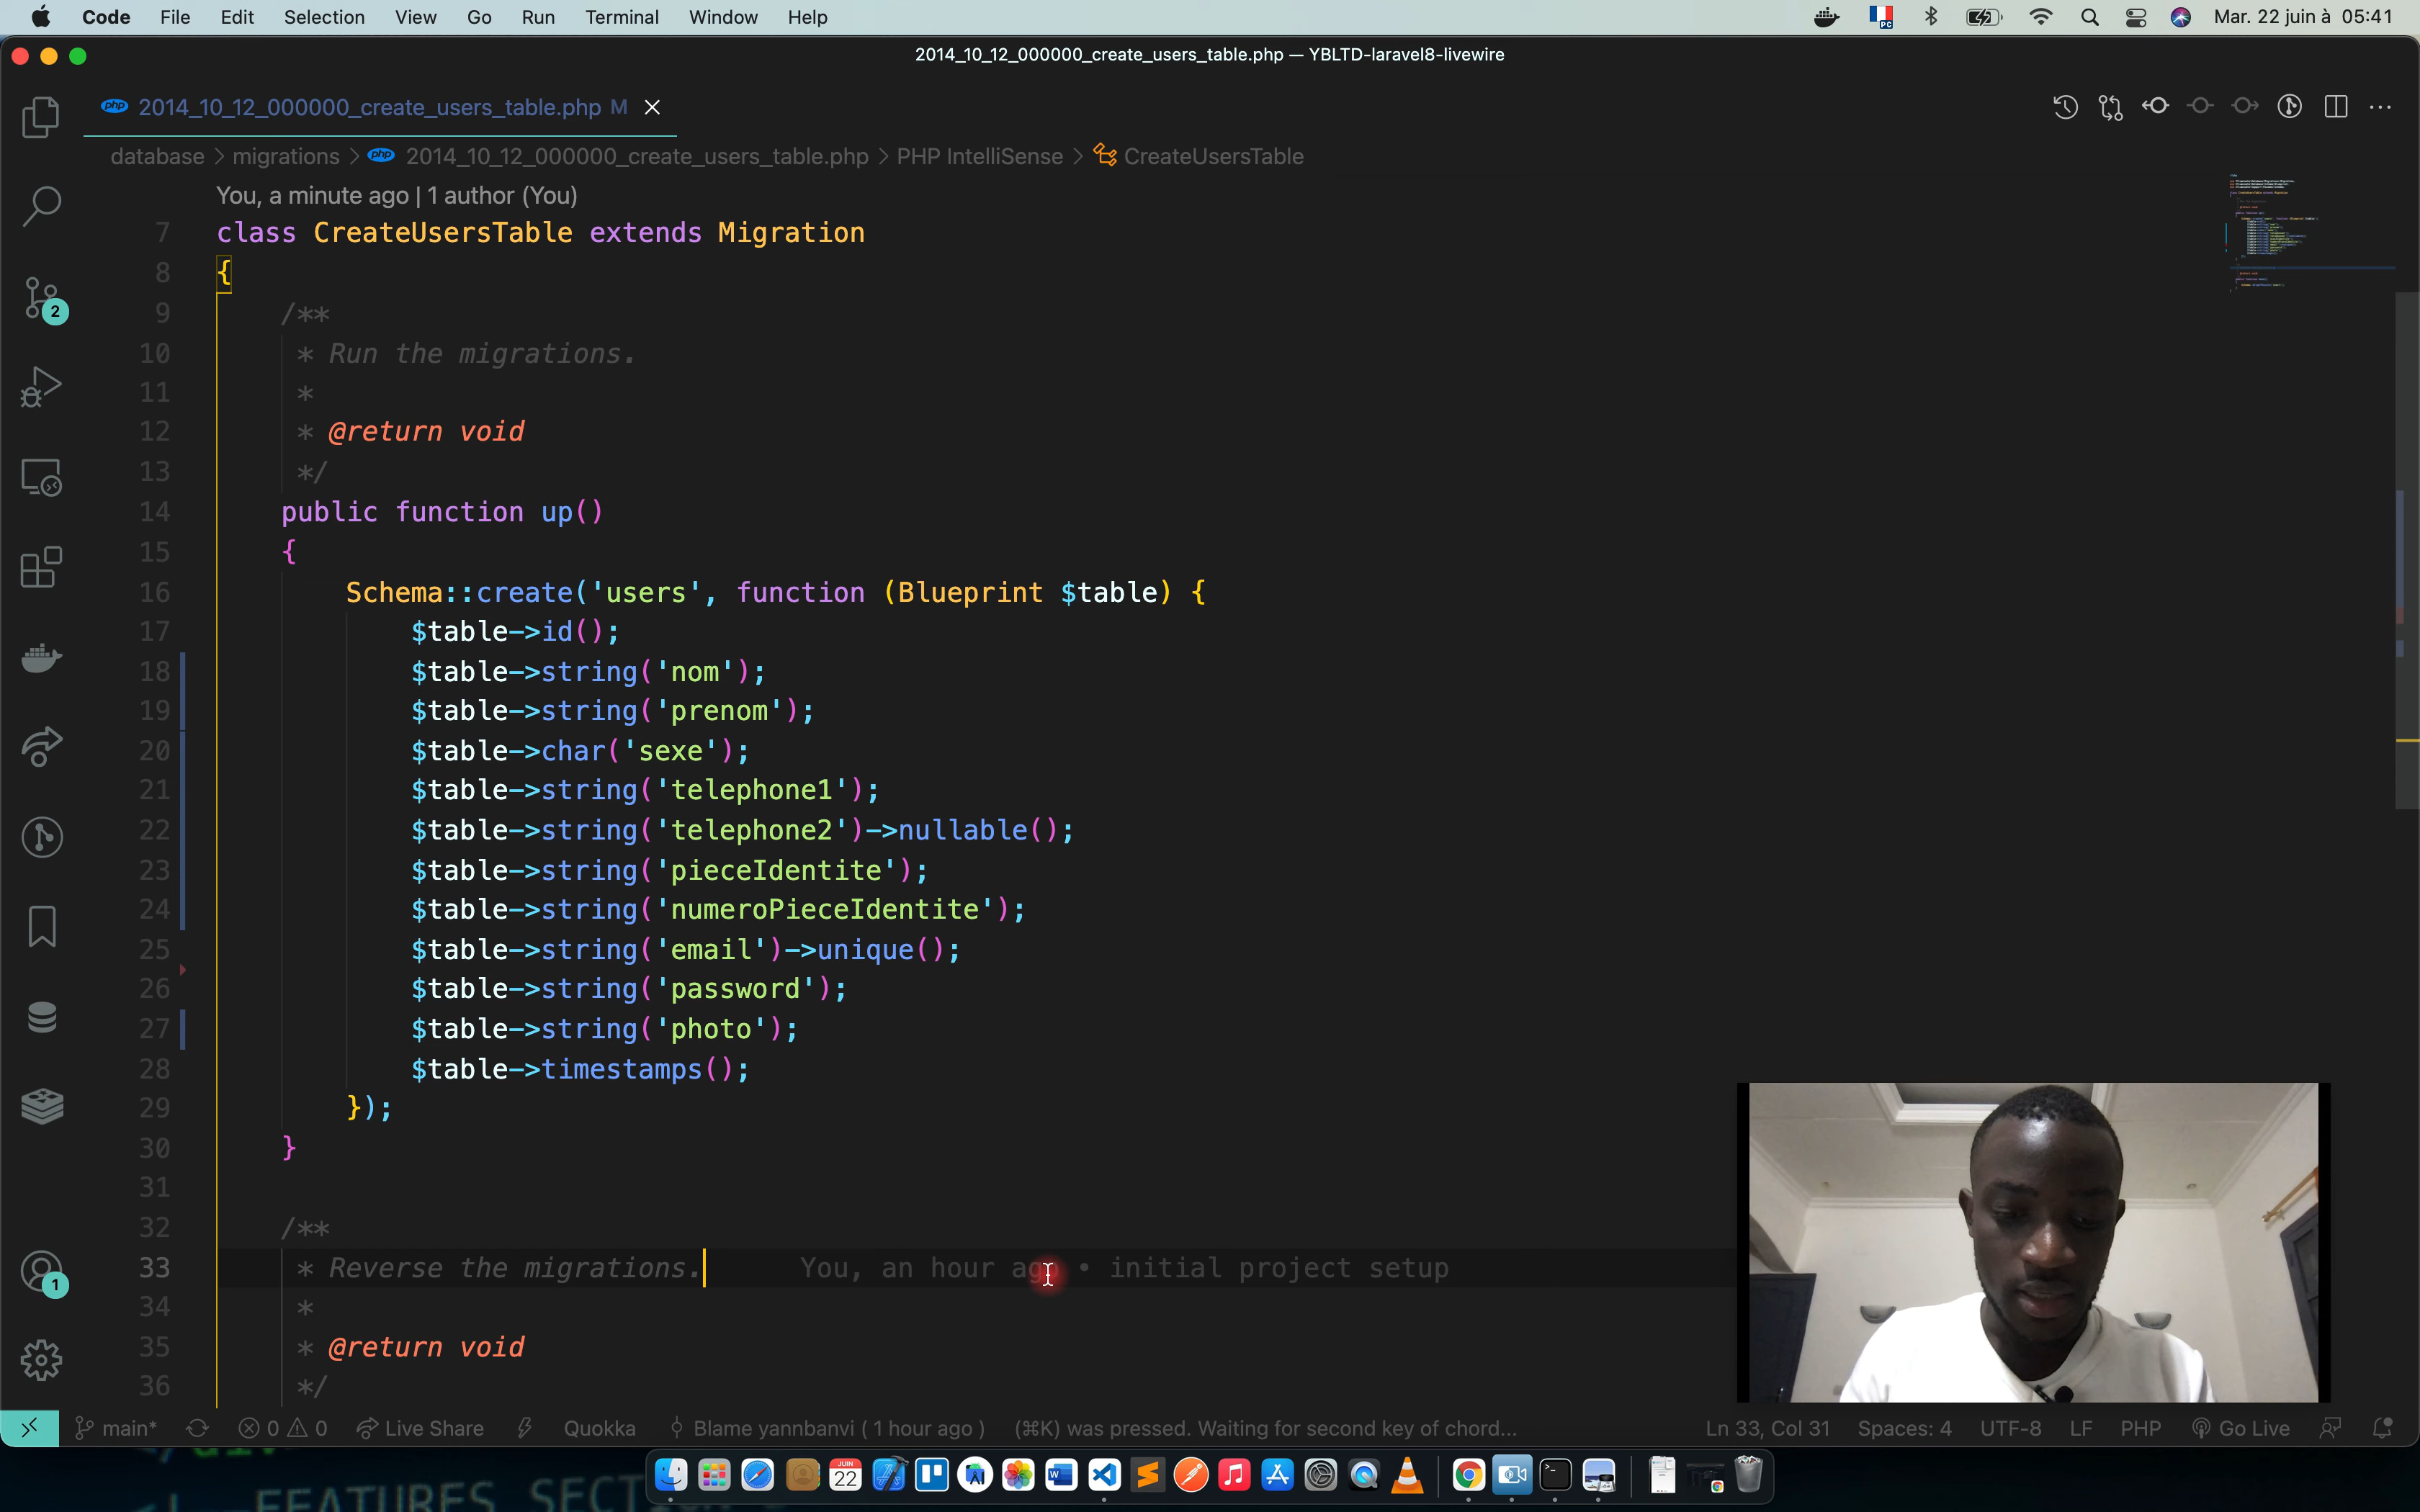 Code File Edit Selection View Go Run Terminal Window Help
PC
Mar. 22 juin à 05:41
2014_10_12_000000_create_users_table.php — YBLTD-laravel8-livewire
php 2014_10_12_000000_create_users_table.php M
database > migrations > php 2014_10_12_000000_create_users_table.php > PHP IntelliSense > CreateUsersTable
You, a minute ago | 1 author (You)
7 class CreateUsersTable extends Migration
8 {
9 /**
10 * Run the migrations.
11 *
12 * @return void
13 */
14 public function up()
15 {
16 Schema::create('users', function (Blueprint $table) {
17 $table->id();
18 $table->string('nom');
19 $table->string('prenom');
20 $table->char('sexe');
21 $table->string('telephone1');
22 $table->string('telephone2')->nullable();
23 $table->string('pieceIdentite');
24 $table->string('numeroPieceIdentite');
25 $table->string('email')->unique();
26 $table->string('password');
27 $table->string('photo');
28 $table->timestamps();
29 });
30 }
31
32 /**
33 * Reverse the migrations. You, an hour ago • initial project setup
34 *
35 * @return void
36 */
2
1
main* 0 0 Live Share Quokka Blame yannbanvi ( 1 hour ago ) (⌘K) was pressed. Waiting for second key of chord... Ln 33, Col 31 Spaces: 4 UTF-8 LF PHP Go Live
JUN
22
FEATURES